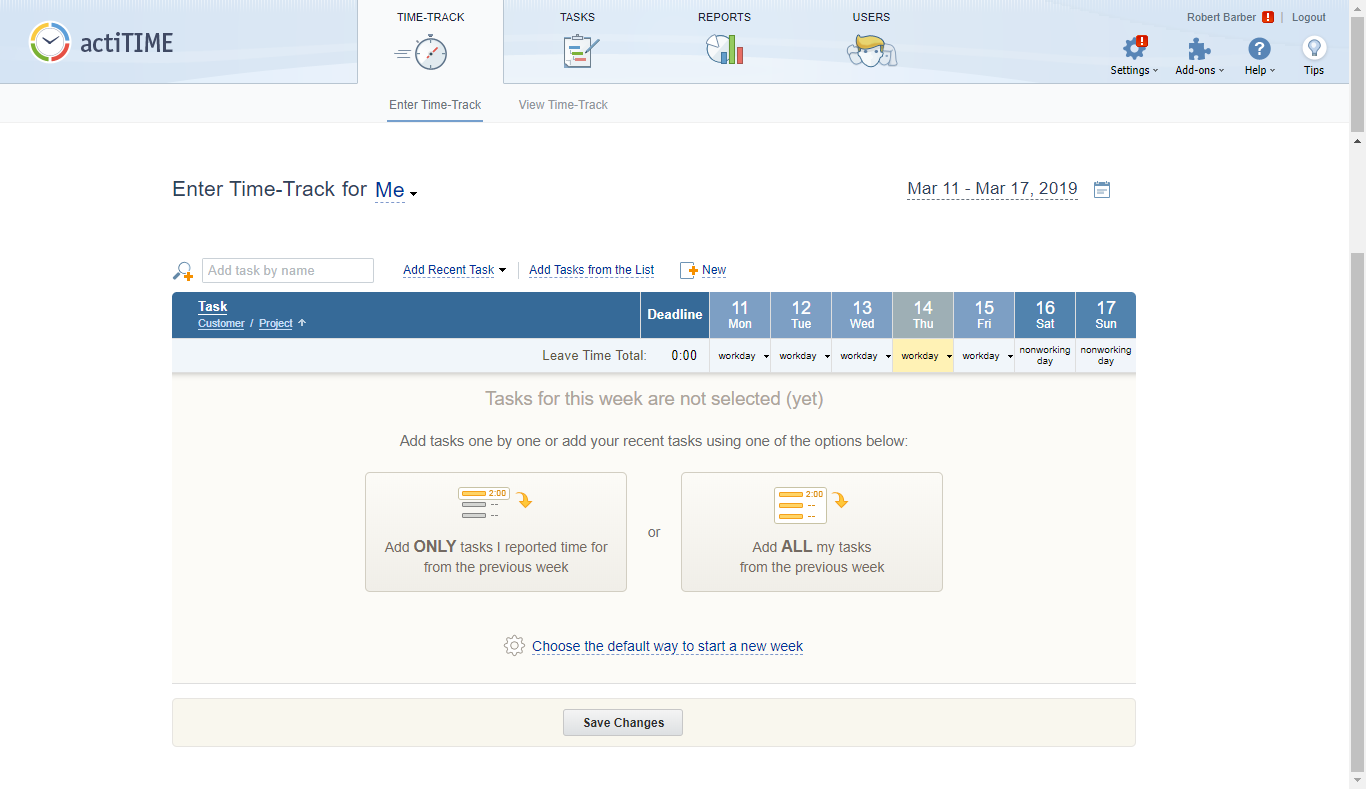 actiTIME
TIME-TRACK
TASKS
REPORTS
USERS
Robert Barber ! | Logout
Settings
Add-ons
Help
Tips
Enter Time-Track
View Time-Track
Enter Time-Track for Me
Mar 11 - Mar 17, 2019
Add task by name
Add Recent Task
Add Tasks from the List
New
Task
Customer / Project
Deadline
11
Mon
12
Tue
13
Wed
14
Thu
15
Fri
16
Sat
17
Sun
Leave Time Total: 0:00
workday
workday
workday
workday
workday
nonworking
day
nonworking
day
Tasks for this week are not selected (yet)
Add tasks one by one or add your recent tasks using one of the options below:
2:00
--
--
Add ONLY tasks I reported time for
from the previous week
or
2:00
--
--
Add ALL my tasks
from the previous week
Choose the default way to start a new week
Save Changes